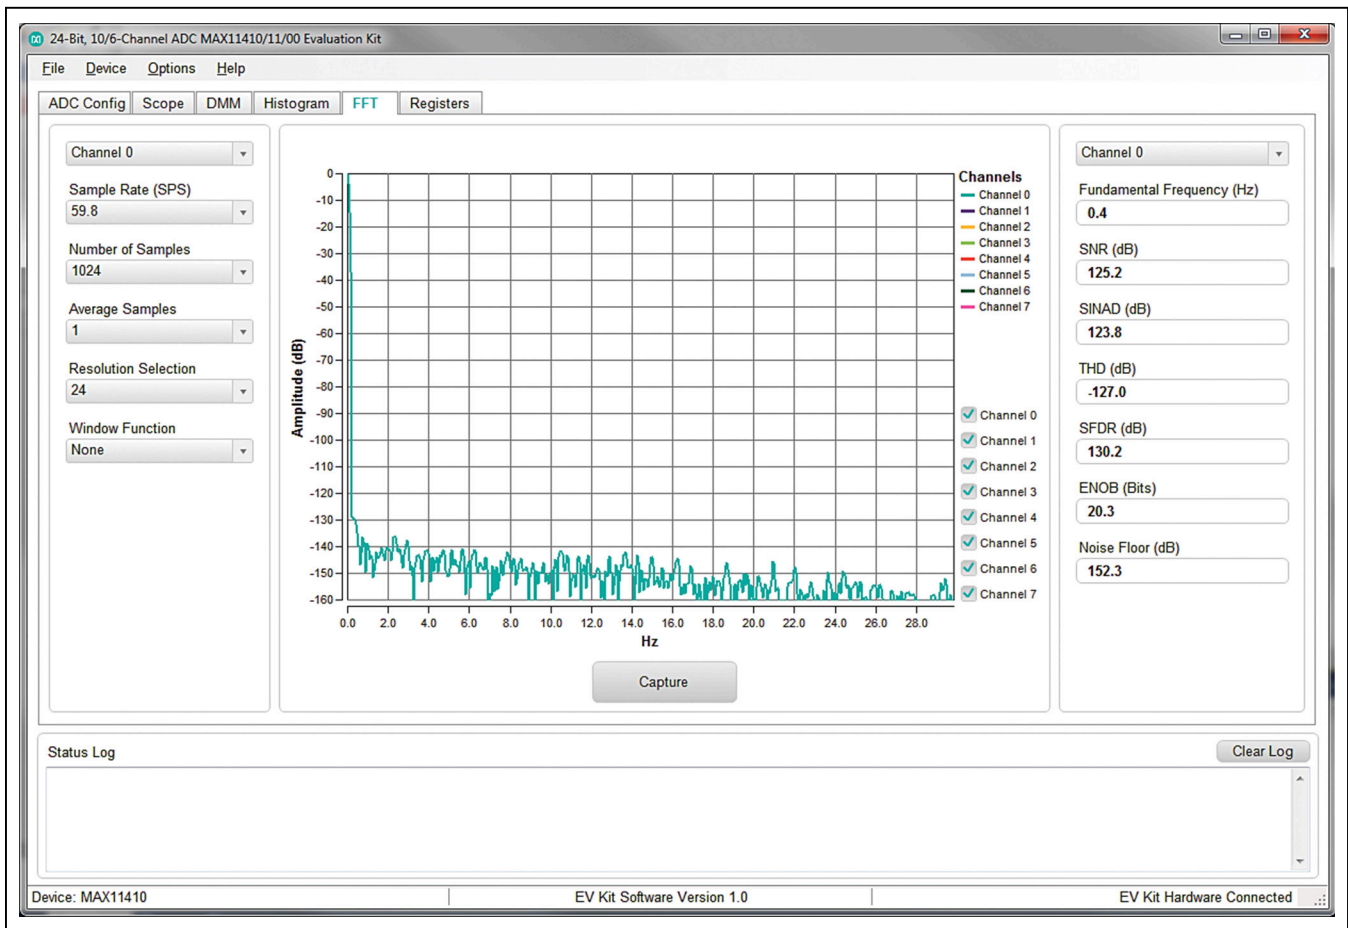 24-Bit, 10/6-Channel ADC MAX11410/11/00 Evaluation Kit
File Device Options Help
ADC Config Scope DMM Histogram FFT Registers
Channel 0
Sample Rate (SPS)
59.8
Number of Samples
1024
Average Samples
1
Resolution Selection
24
Window Function
None
Amplitude (dB)
0
-10
-20
-30
-40
-50
-60
-70
-80
-90
-100
-110
-120
-130
-140
-150
-160
0.0 2.0 4.0 6.0 8.0 10.0 12.0 14.0 16.0 18.0 20.0 22.0 24.0 26.0 28.0
Hz
Channels
Channel 0
Channel 1
Channel 2
Channel 3
Channel 4
Channel 5
Channel 6
Channel 7
Channel 0
Channel 1
Channel 2
Channel 3
Channel 4
Channel 5
Channel 6
Channel 7
Capture
Channel 0
Fundamental Frequency (Hz)
0.4
SNR (dB)
125.2
SINAD (dB)
123.8
THD (dB)
-127.0
SFDR (dB)
130.2
ENOB (Bits)
20.3
Noise Floor (dB)
152.3
Status Log
Clear Log
Device: MAX11410
EV Kit Software Version 1.0
EV Kit Hardware Connected